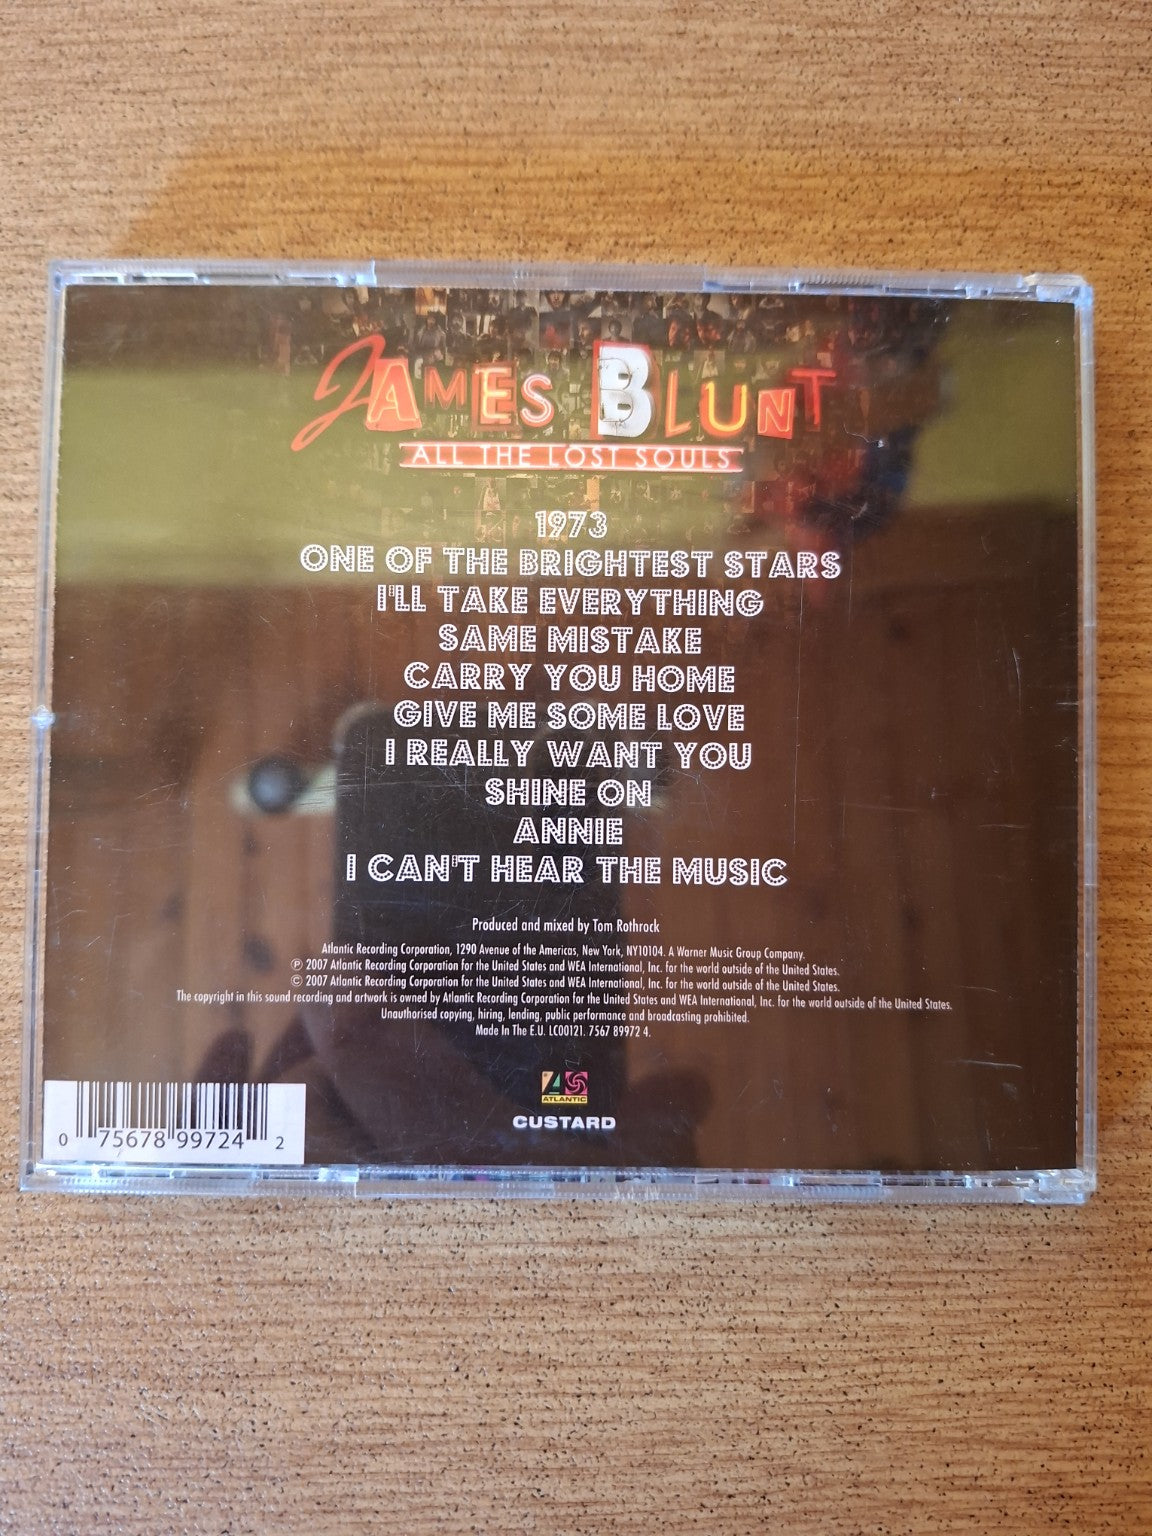 JAMES BLUNT
ALL THE LOST SOULS
1973
ONE OF THE BRIGHTEST STARS
I'LL TAKE EVERYTHING
SAME MISTAKE
CARRY YOU HOME
GIVE ME SOME LOVE
I REALLY WANT YOU
SHINE ON
ANNIE
I CAN'T HEAR THE MUSIC
Produced and mixed by Tom Rothrock
Atlantic Recording Corporation, 1290 Avenue of the Americas, New York, NY10104. A Warner Music Group Company.
℗ 2007 Atlantic Recording Corporation for the United States and WEA International, Inc. for the world outside of the United States.
© 2007 Atlantic Recording Corporation for the United States and WEA International, Inc. for the world outside of the United States.
The copyright in this sound recording and artwork is owned by Atlantic Recording Corporation for the United States and WEA International, Inc. for the world outside of the United States.
Unauthorised copying, hiring, lending, public performance and broadcasting prohibited.
Made In The E.U. LC00121. 7567 89972 4.
ATLANTIC
CUSTARD
0 75678 99724 2